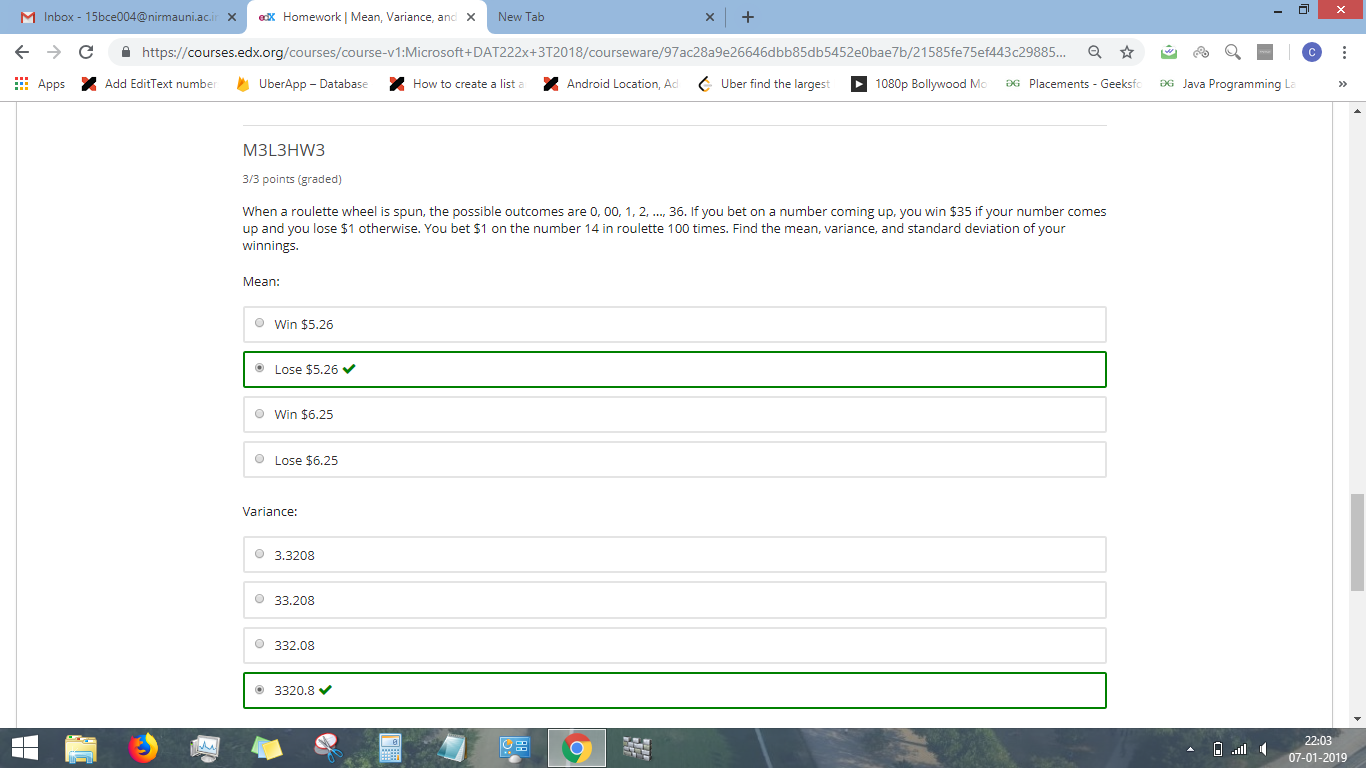 Inbox - 15bce004@nirmauni.ac.in
edX Homework | Mean, Variance, and
New Tab
https://courses.edx.org/courses/course-v1:Microsoft+DAT222x+3T2018/courseware/97ac28a9e26646dbb85db5452e0bae7b/21585fe75ef443c29885...
C
Apps
Add EditText number
UberApp – Database
How to create a list a
Android Location, Ad
Uber find the largest
1080p Bollywood Mo
Placements - Geeksfo
Java Programming La
»
M3L3HW3
3/3 points (graded)
When a roulette wheel is spun, the possible outcomes are 0, 00, 1, 2, ..., 36. If you bet on a number coming up, you win $35 if your number comes
up and you lose $1 otherwise. You bet $1 on the number 14 in roulette 100 times. Find the mean, variance, and standard deviation of your
winnings.
Mean:
Win $5.26
Lose $5.26
Win $6.25
Lose $6.25
Variance:
3.3208
33.208
332.08
3320.8
22:03
07-01-2019